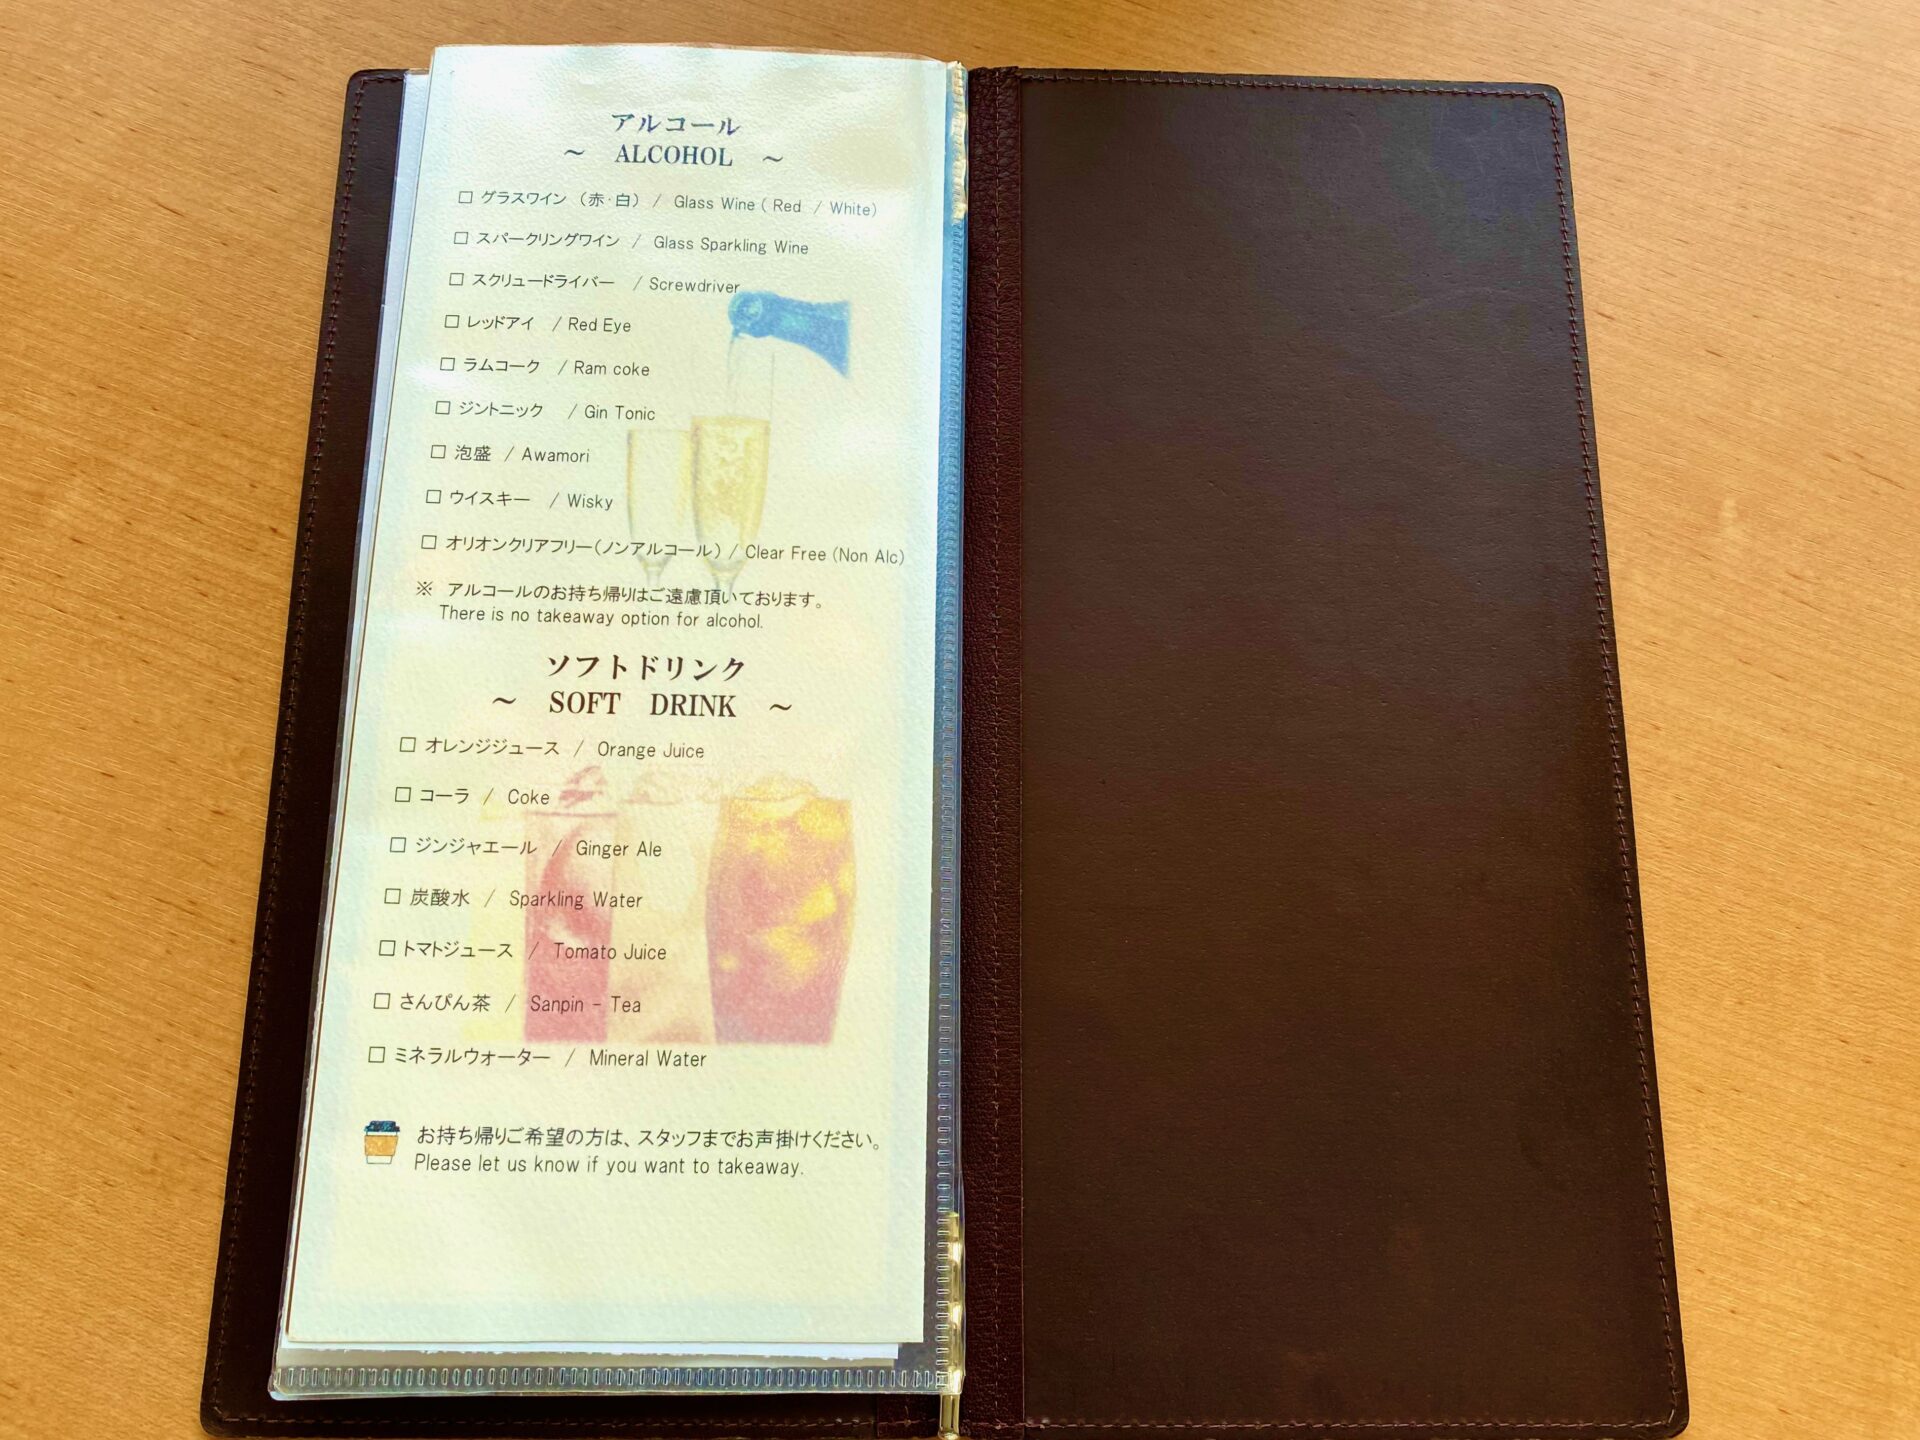 アルコール
～ ALCOHOL ～
□ グラスワイン （赤・白） / Glass Wine ( Red / White)
□ スパークリングワイン / Glass Sparkling Wine
□ スクリュードライバー / Screwdriver
□ レッドアイ / Red Eye
□ ラムコーク / Ram coke
□ ジントニック / Gin Tonic
□ 泡盛 / Awamori
□ ウイスキー / Wisky
□ オリオンクリアフリー（ノンアルコール） / Clear Free (Non Alc)
※ アルコールのお持ち帰りはご遠慮頂いております。
There is no takeaway option for alcohol.
ソフトドリンク
～ SOFT DRINK ～
□ オレンジジュース / Orange Juice
□ コーラ / Coke
□ ジンジャエール / Ginger Ale
□ 炭酸水 / Sparkling Water
□ トマトジュース / Tomato Juice
□ さんぴん茶 / Sanpin - Tea
□ ミネラルウォーター / Mineral Water
お持ち帰りご希望の方は、スタッフまでお声掛けください。
Please let us know if you want to takeaway.